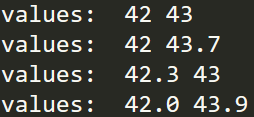 values:  42 43
values:  42 43.7
values:  42.3 43
values:  42.0 43.9